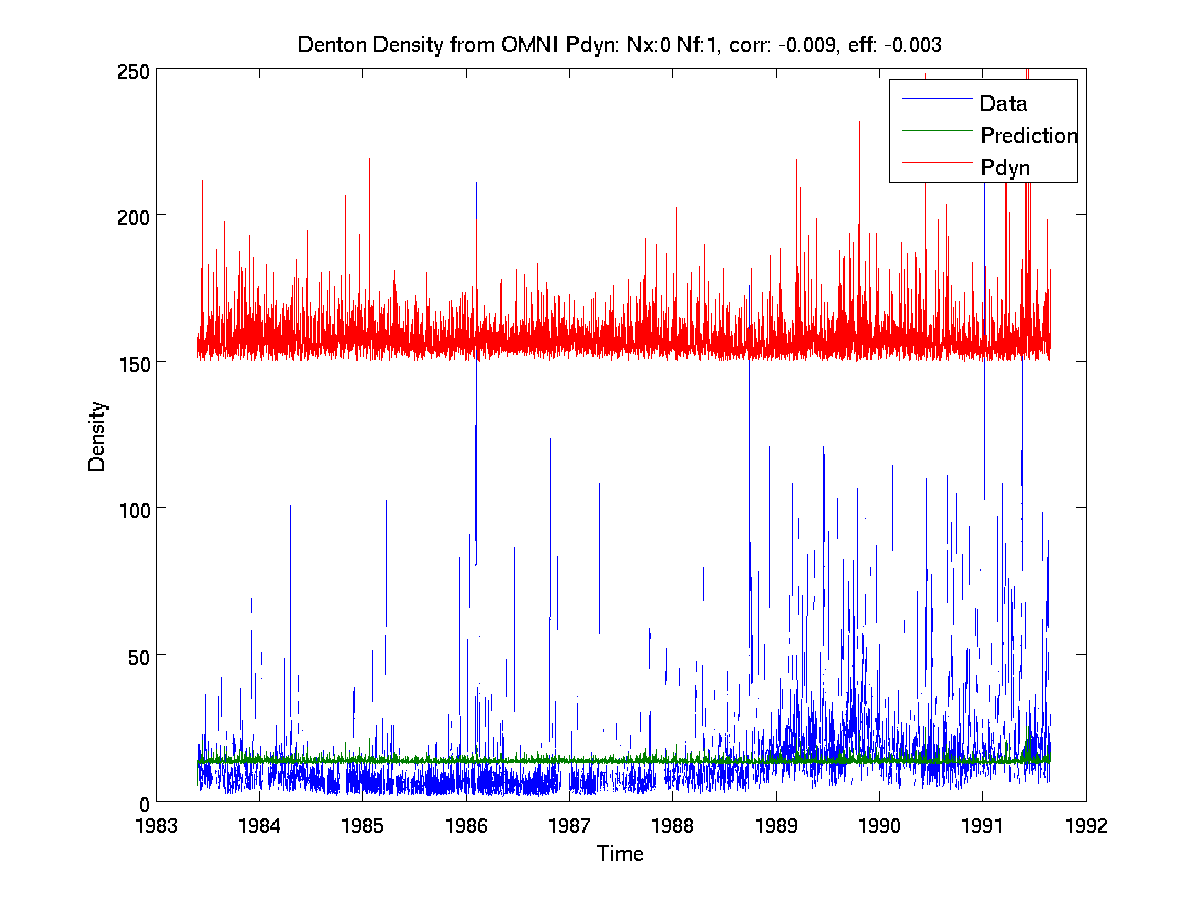 Denton Density from OMNI Pdyn: Nx:0 Nf:1, corr: -0.009, eff: -0.003
250
200
150
100
50
0
Density
Data
Prediction
Pdyn
1983 1984 1985 1986 1987 1988 1989 1990 1991 1992
Time